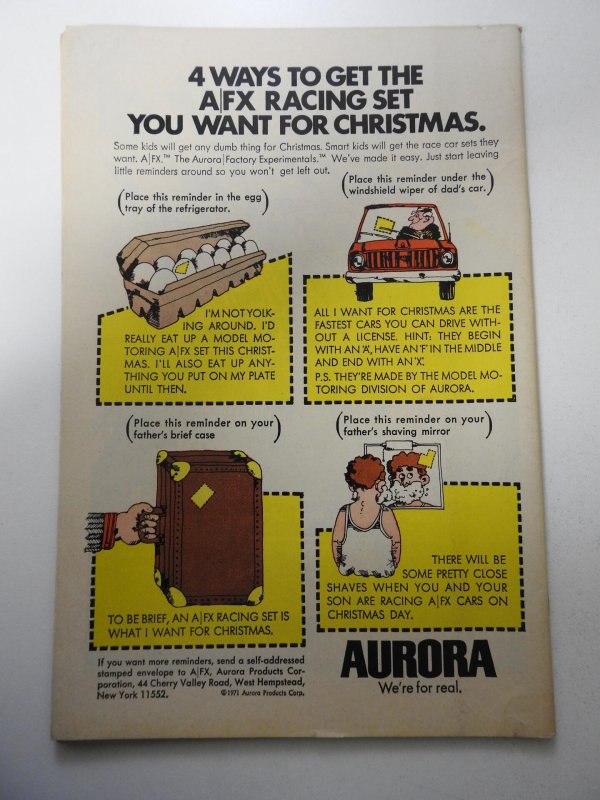 4 WAYS TO GET THE
A|FX RACING SET
YOU WANT FOR CHRISTMAS.
Some kids will get any dumb thing for Christmas. Smart kids will get the race car sets they
want. A|FX.™ The Aurora|Factory Experimentals.™ We've made it easy. Just start leaving
little reminders around so you won't get left out.
(Place this reminder in the egg
tray of the refrigerator.)
I'M NOT YOLK-
ING AROUND. I'D
REALLY EAT UP A MODEL MO-
TORING A|FX SET THIS CHRIST-
MAS. I'LL ALSO EAT UP ANY-
THING YOU PUT ON MY PLATE
UNTIL THEN.
(Place this reminder under the
windshield wiper of dad's car.)
ALL I WANT FOR CHRISTMAS ARE THE
FASTEST CARS YOU CAN DRIVE WITH-
OUT A LICENSE. HINT: THEY BEGIN
WITH AN 'A', HAVE AN 'F' IN THE MIDDLE
AND END WITH AN 'X'.
P.S. THEY'RE MADE BY THE MODEL MO-
TORING DIVISION OF AURORA.
(Place this reminder on your
father's brief case)
TO BE BRIEF, AN A|FX RACING SET IS
WHAT I WANT FOR CHRISTMAS.
(Place this reminder on your
father's shaving mirror)
THERE WILL BE
SOME PRETTY CLOSE
SHAVES WHEN YOU AND YOUR
SON ARE RACING A|FX CARS ON
CHRISTMAS DAY.
If you want more reminders, send a self-addressed
stamped envelope to A|FX, Aurora Products Cor-
poration, 44 Cherry Valley Road, West Hempstead,
New York 11552.
©1971 Aurora Products Corp.
AURORA
We're for real.